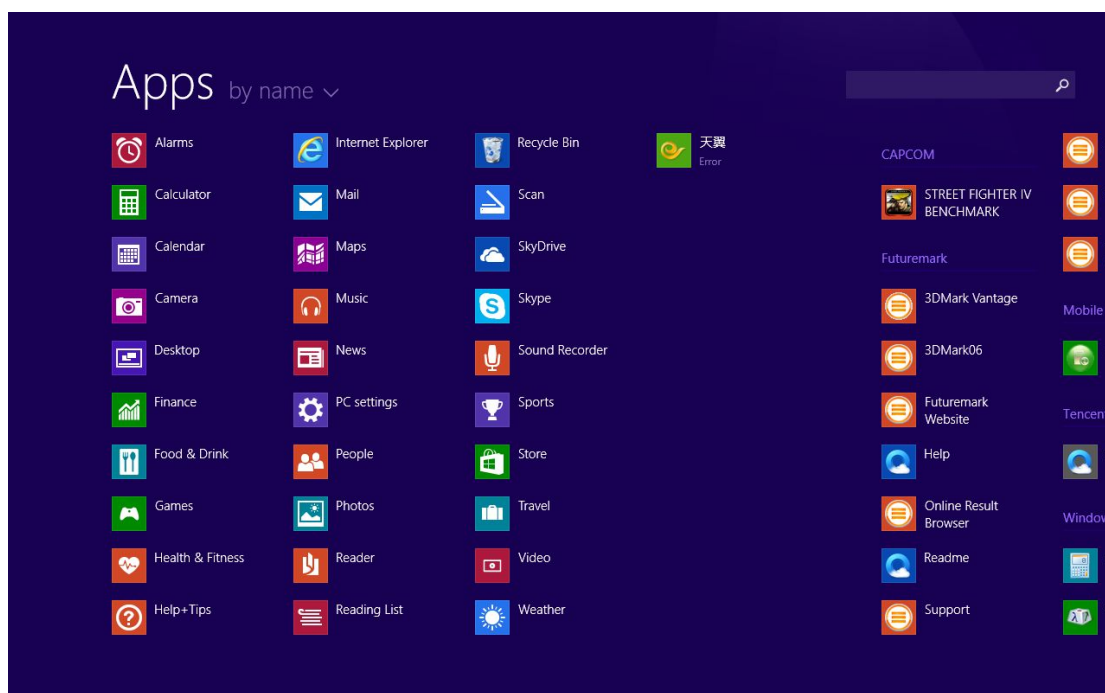 Apps by name
Alarms
Calculator
Calendar
Camera
Desktop
Finance
Food & Drink
Games
Health & Fitness
Help+Tips
Internet Explorer
Mail
Maps
Music
News
PC settings
People
Photos
Reader
Reading List
Recycle Bin
Scan
SkyDrive
Skype
Sound Recorder
Sports
Store
Travel
Video
Weather
天翼
Error
CAPCOM
STREET FIGHTER IV
BENCHMARK
Futuremark
3DMark Vantage
3DMark06
Futuremark
Website
Help
Online Result
Browser
Readme
Support
Mobile
Tencen
Window